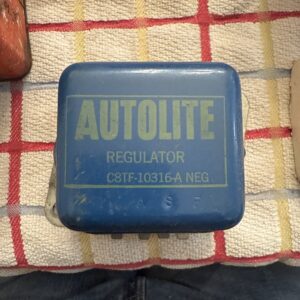 AUTOLITE
REGULATOR
C8TF-10316-A NEG